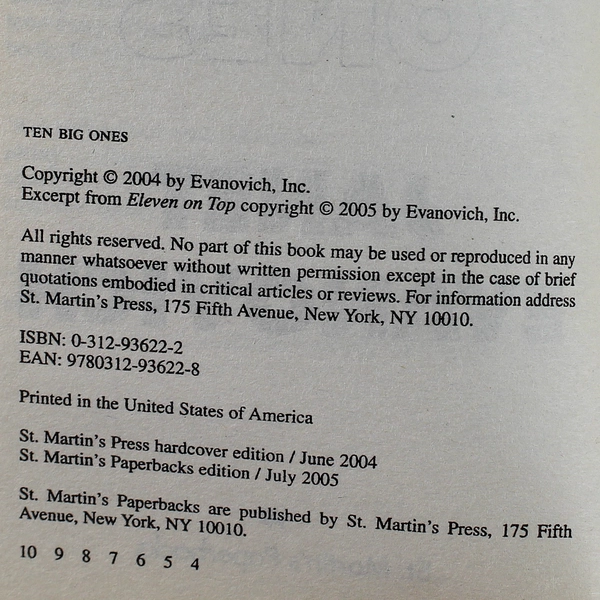 TEN BIG ONES
Copyright © 2004 by Evanovich, Inc.
Excerpt from Eleven on Top copyright © 2005 by Evanovich, Inc.
All rights reserved. No part of this book may be used or reproduced in any
manner whatsoever without written permission except in the case of brief
quotations embodied in critical articles or reviews. For information address
St. Martin's Press, 175 Fifth Avenue, New York, NY 10010.
ISBN: 0-312-93622-2
EAN: 9780312-93622-8
Printed in the United States of America
St. Martin's Press hardcover edition / June 2004
St. Martin's Paperbacks edition / July 2005
St. Martin's Paperbacks are published by St. Martin's Press, 175 Fifth
Avenue, New York, NY 10010.
10 9 8 7 6 5 4